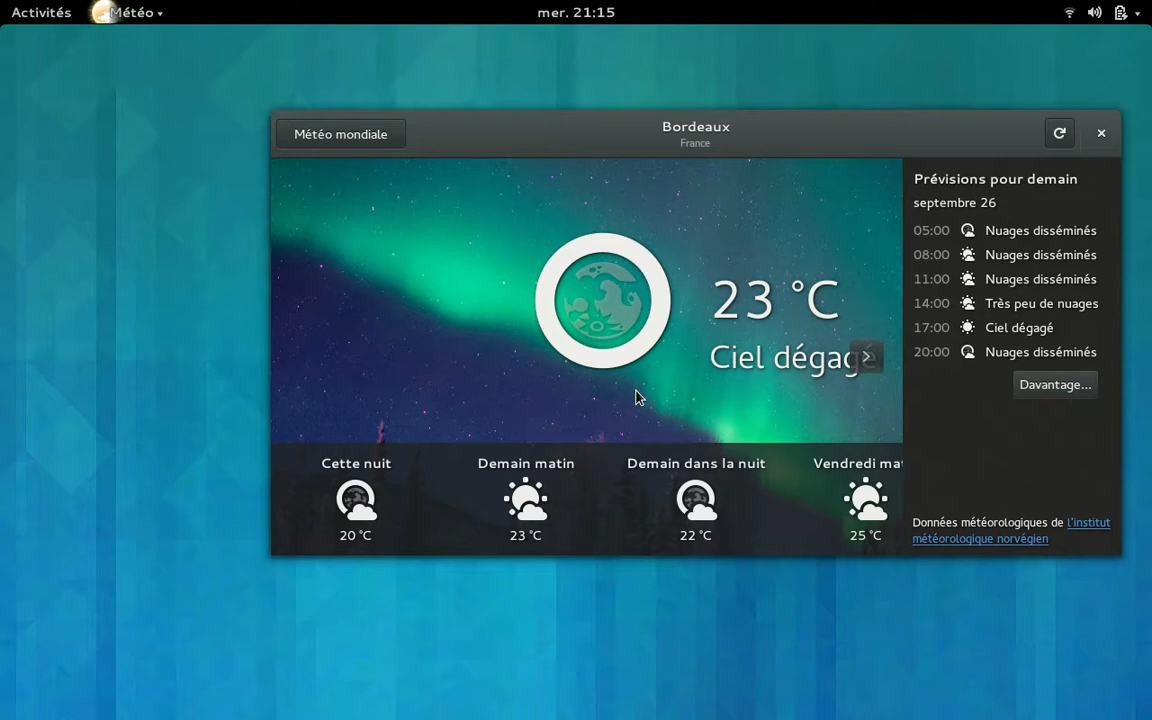 Activités
Météo
mer. 21:15
Météo mondiale
Bordeaux
France
23 °C
Ciel dégagé
Cette nuit
20 °C
Demain matin
23 °C
Demain dans la nuit
22 °C
Vendredi mat
25 °C
Prévisions pour demain
septembre 26
05:00 Nuages disséminés
08:00 Nuages disséminés
11:00 Nuages disséminés
14:00 Très peu de nuages
17:00 Ciel dégagé
20:00 Nuages disséminés
Davantage...
Données météorologiques de l'institut
météorologique norvégien